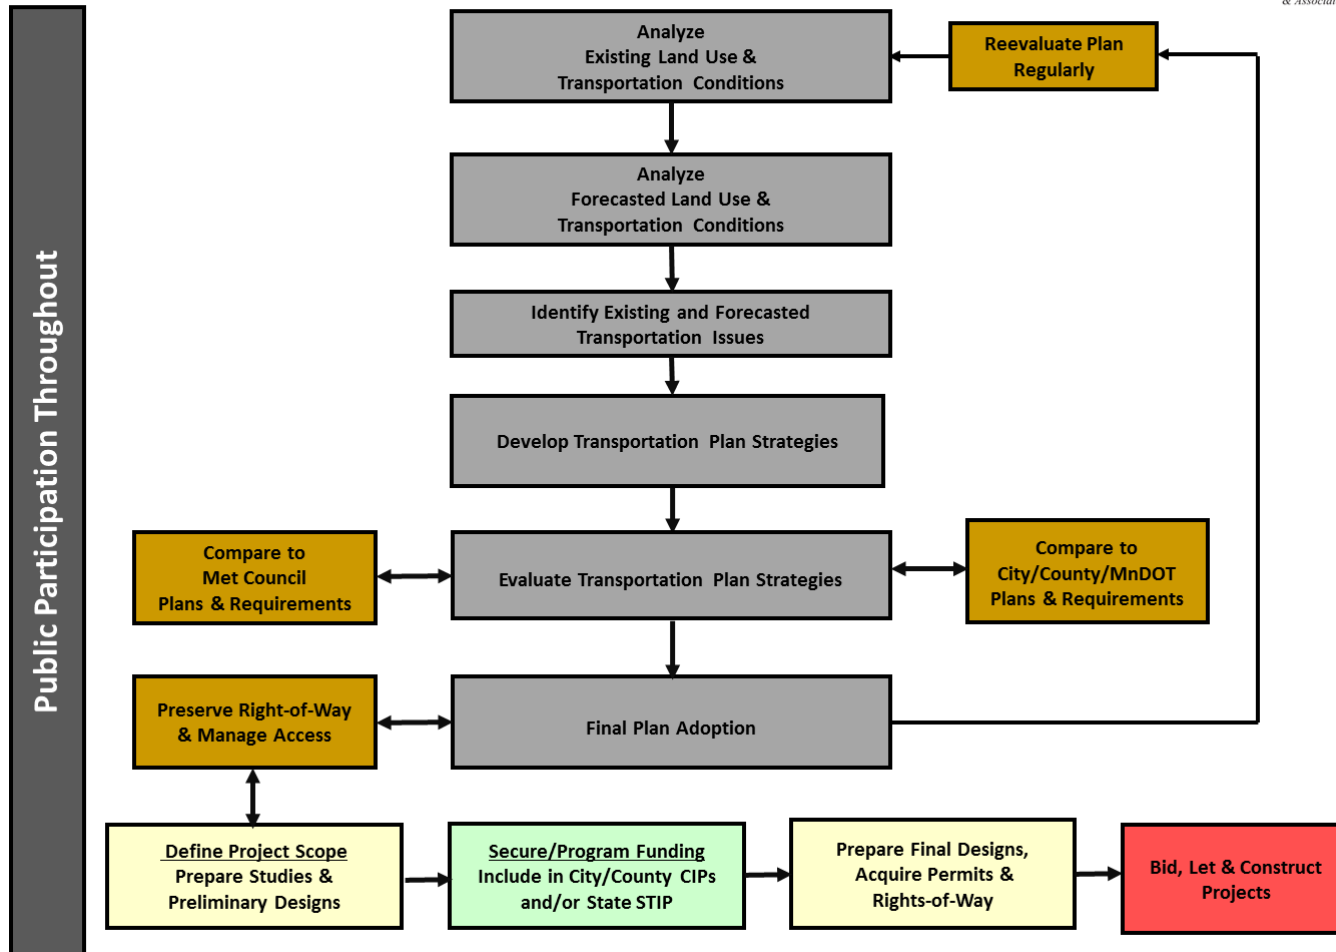 & Associa
Public Participation Throughout
Analyze
Existing Land Use &
Transportation Conditions
Reevaluate Plan
Regularly
Analyze
Forecasted Land Use &
Transportation Conditions
Identify Existing and Forecasted
Transportation Issues
Develop Transportation Plan Strategies
Compare to
Met Council
Plans & Requirements
Evaluate Transportation Plan Strategies
Compare to
City/County/MnDOT
Plans & Requirements
Preserve Right-of-Way
& Manage Access
Final Plan Adoption
Define Project Scope
Prepare Studies &
Preliminary Designs
Secure/Program Funding
Include in City/County CIPs
and/or State STIP
Prepare Final Designs,
Acquire Permits &
Rights-of-Way
Bid, Let & Construct
Projects